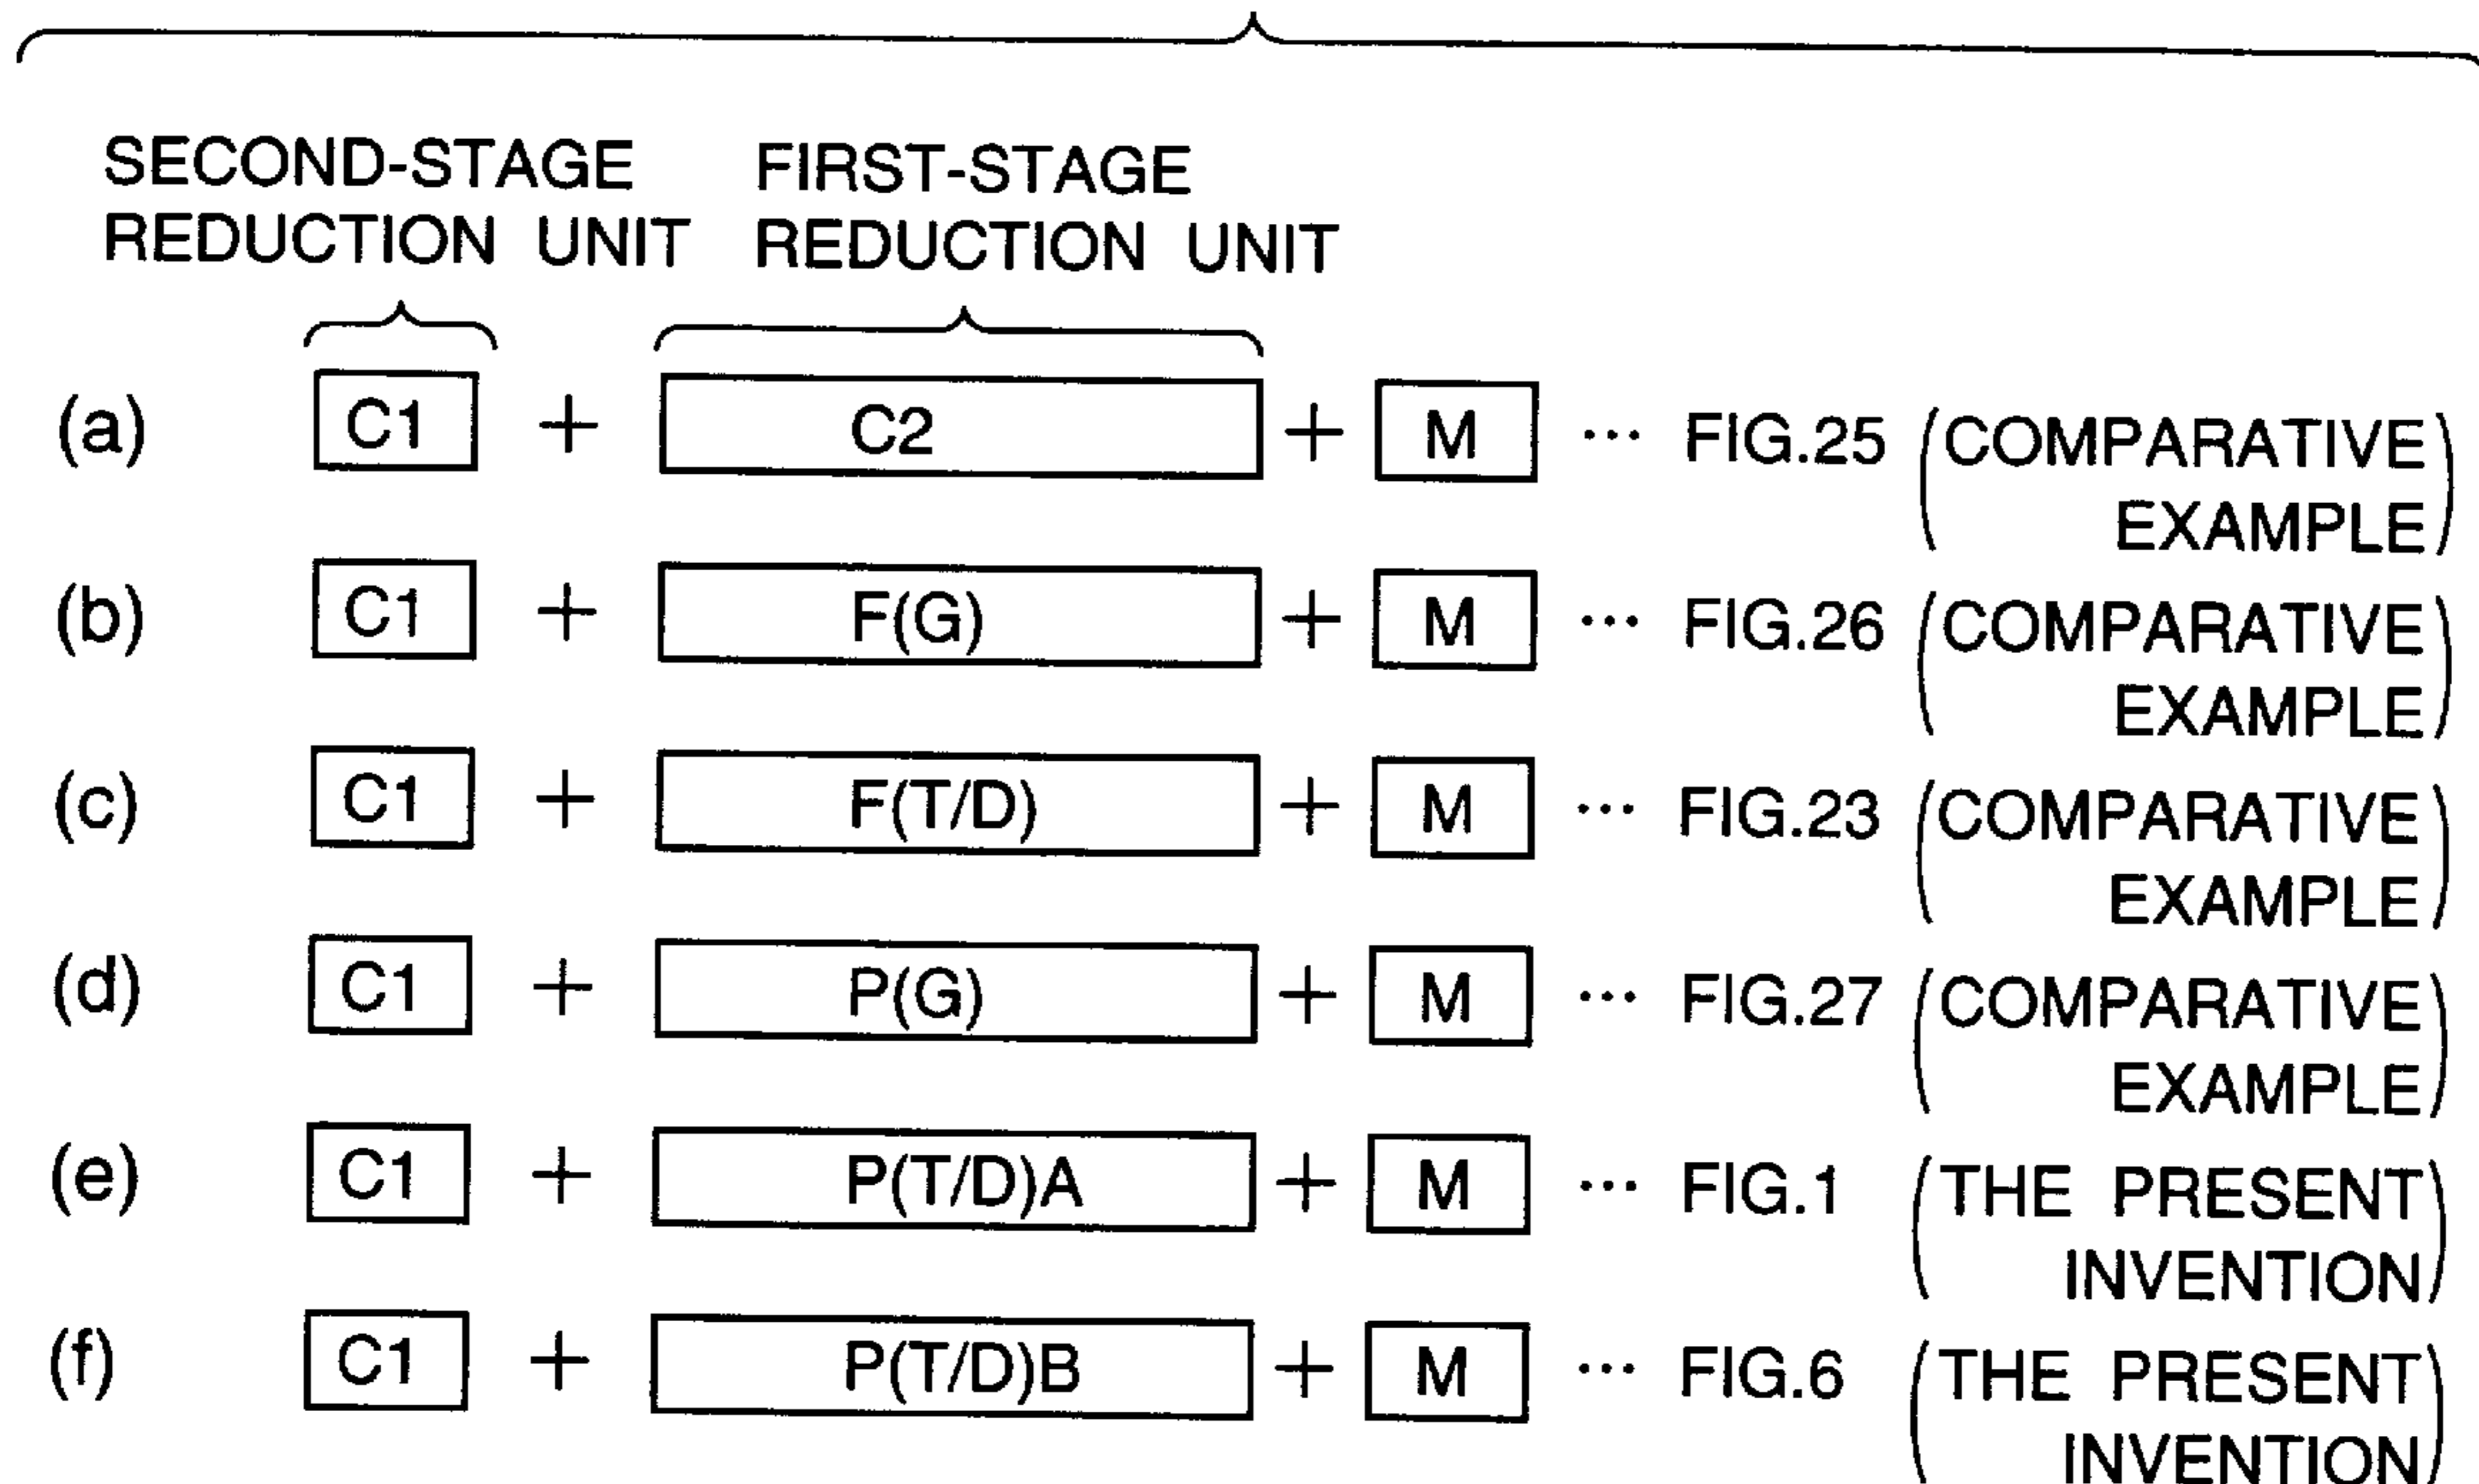 SECOND-STAGE REDUCTION UNIT
FIRST-STAGE REDUCTION UNIT
(a) C1 + C2 + M ... FIG.25 (COMPARATIVE EXAMPLE)
(b) C1 + F(G) + M ... FIG.26 (COMPARATIVE EXAMPLE)
(c) C1 + F(T/D) + M ... FIG.23 (COMPARATIVE EXAMPLE)
(d) C1 + P(G) + M ... FIG.27 (COMPARATIVE EXAMPLE)
(e) C1 + P(T/D)A + M ... FIG.1 (THE PRESENT INVENTION)
(f) C1 + P(T/D)B + M ... FIG.6 (THE PRESENT INVENTION)